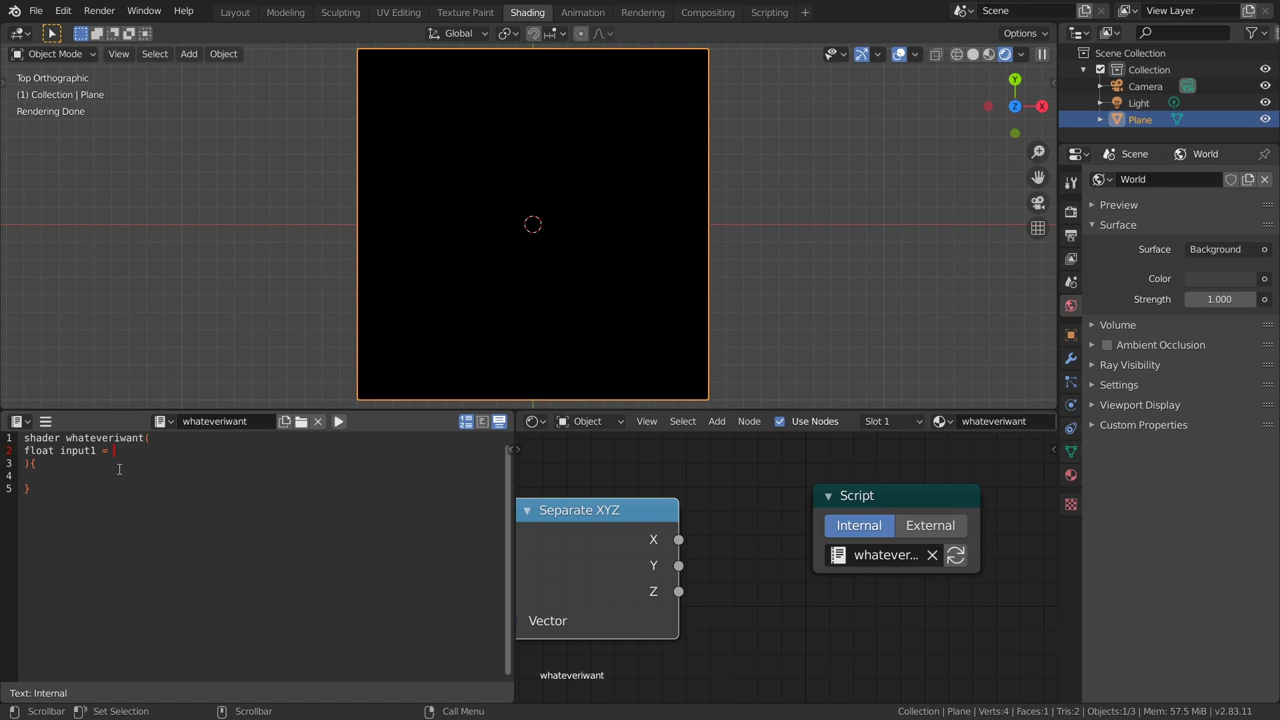 File Edit Render Window Help Layout Modeling Sculpting UV Editing Texture Paint Shading Animation Rendering Compositing Scripting + Scene View Layer
Global Options
Object Mode View Select Add Object
Top Orthographic
(1) Collection | Plane
Rendering Done
Y
Z X
Scene Collection
Collection
Camera
Light
Plane
Scene World
World
Preview
Surface
Surface Background
Color
Strength 1.000
Volume
Ambient Occlusion
Ray Visibility
Settings
Viewport Display
Custom Properties
whateveriwant
Object View Select Add Node Use Nodes Slot 1 whateveriwant
1 shader whateveriwant(
2 float input1 =
3 ){
4
5 }
Separate XYZ
X
Y
Z
Vector
Script
Internal External
whatever...
whateveriwant
Text: Internal
Scrollbar Set Selection Scrollbar Call Menu Collection | Plane | Verts:4 | Faces:1 | Tris:2 | Objects:1/3 | Mem: 57.5 MiB | v2.83.11